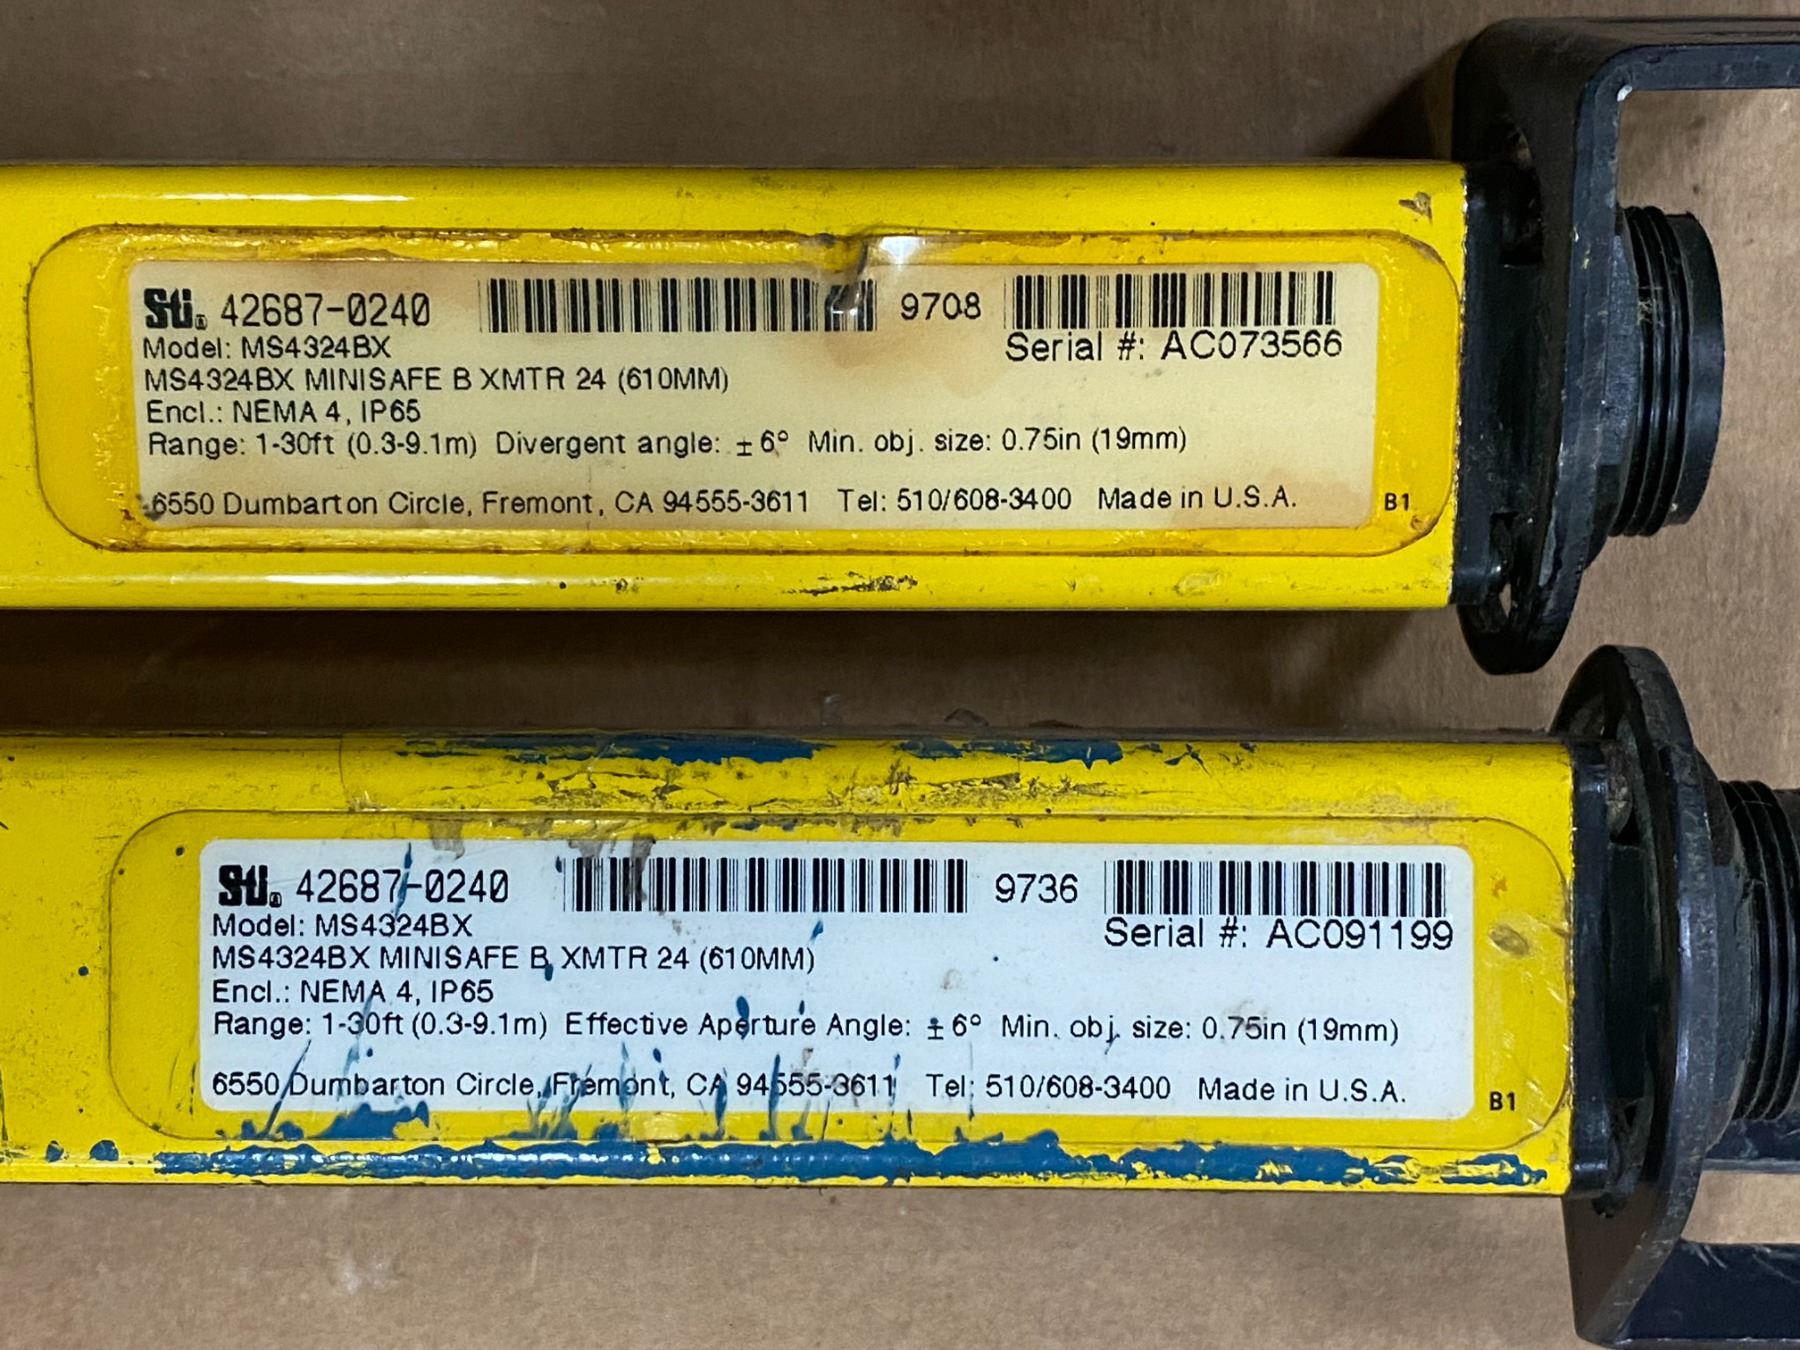 Sti® 42687-0240 9708
Model: MS4324BX Serial #: AC073566
MS4324BX MINISAFE B XMTR 24 (610MM)
Encl.: NEMA 4, IP65
Range: 1-30ft (0.3-9.1m) Divergent angle: ± 6° Min. obj. size: 0.75in (19mm)
6550 Dumbarton Circle, Fremont, CA 94555-3611 Tel: 510/608-3400 Made in U.S.A. B1
Sti® 42687-0240 9736
Model: MS4324BX Serial #: AC091199
MS4324BX MINISAFE B XMTR 24 (610MM)
Encl.: NEMA 4, IP65
Range: 1-30ft (0.3-9.1m) Effective Aperture Angle: ± 6° Min. obj. size: 0.75in (19mm)
6550 Dumbarton Circle, Fremont, CA 94555-3611 Tel: 510/608-3400 Made in U.S.A. B1